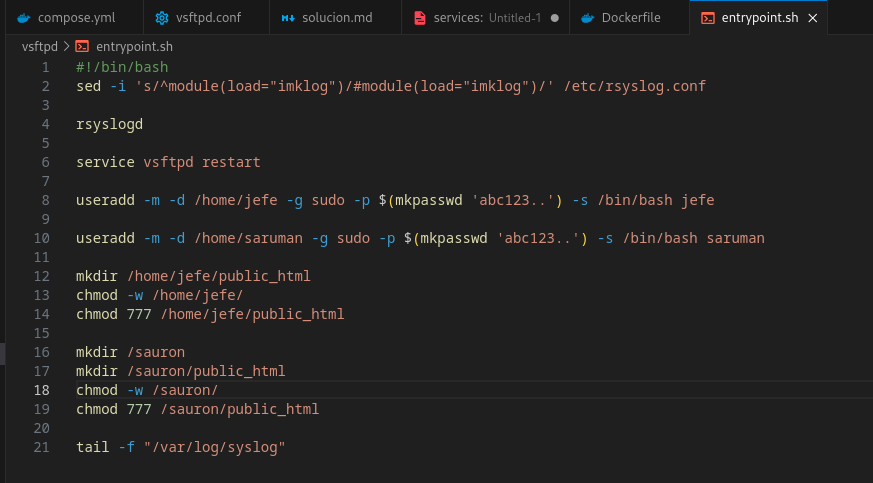 compose.yml vsftpd.conf solucion.md services: Untitled-1 Dockerfile entrypoint.sh
vsftpd > entrypoint.sh
1 #!/bin/bash
2 sed -i 's/^module(load="imklog")/#module(load="imklog")/' /etc/rsyslog.conf
3
4 rsyslogd
5
6 service vsftpd restart
7
8 useradd -m -d /home/jefe -g sudo -p $(mkpasswd 'abc123..') -s /bin/bash jefe
9
10 useradd -m -d /home/saruman -g sudo -p $(mkpasswd 'abc123..') -s /bin/bash saruman
11
12 mkdir /home/jefe/public_html
13 chmod -w /home/jefe/
14 chmod 777 /home/jefe/public_html
15
16 mkdir /sauron
17 mkdir /sauron/public_html
18 chmod -w /sauron/
19 chmod 777 /sauron/public_html
20
21 tail -f "/var/log/syslog"